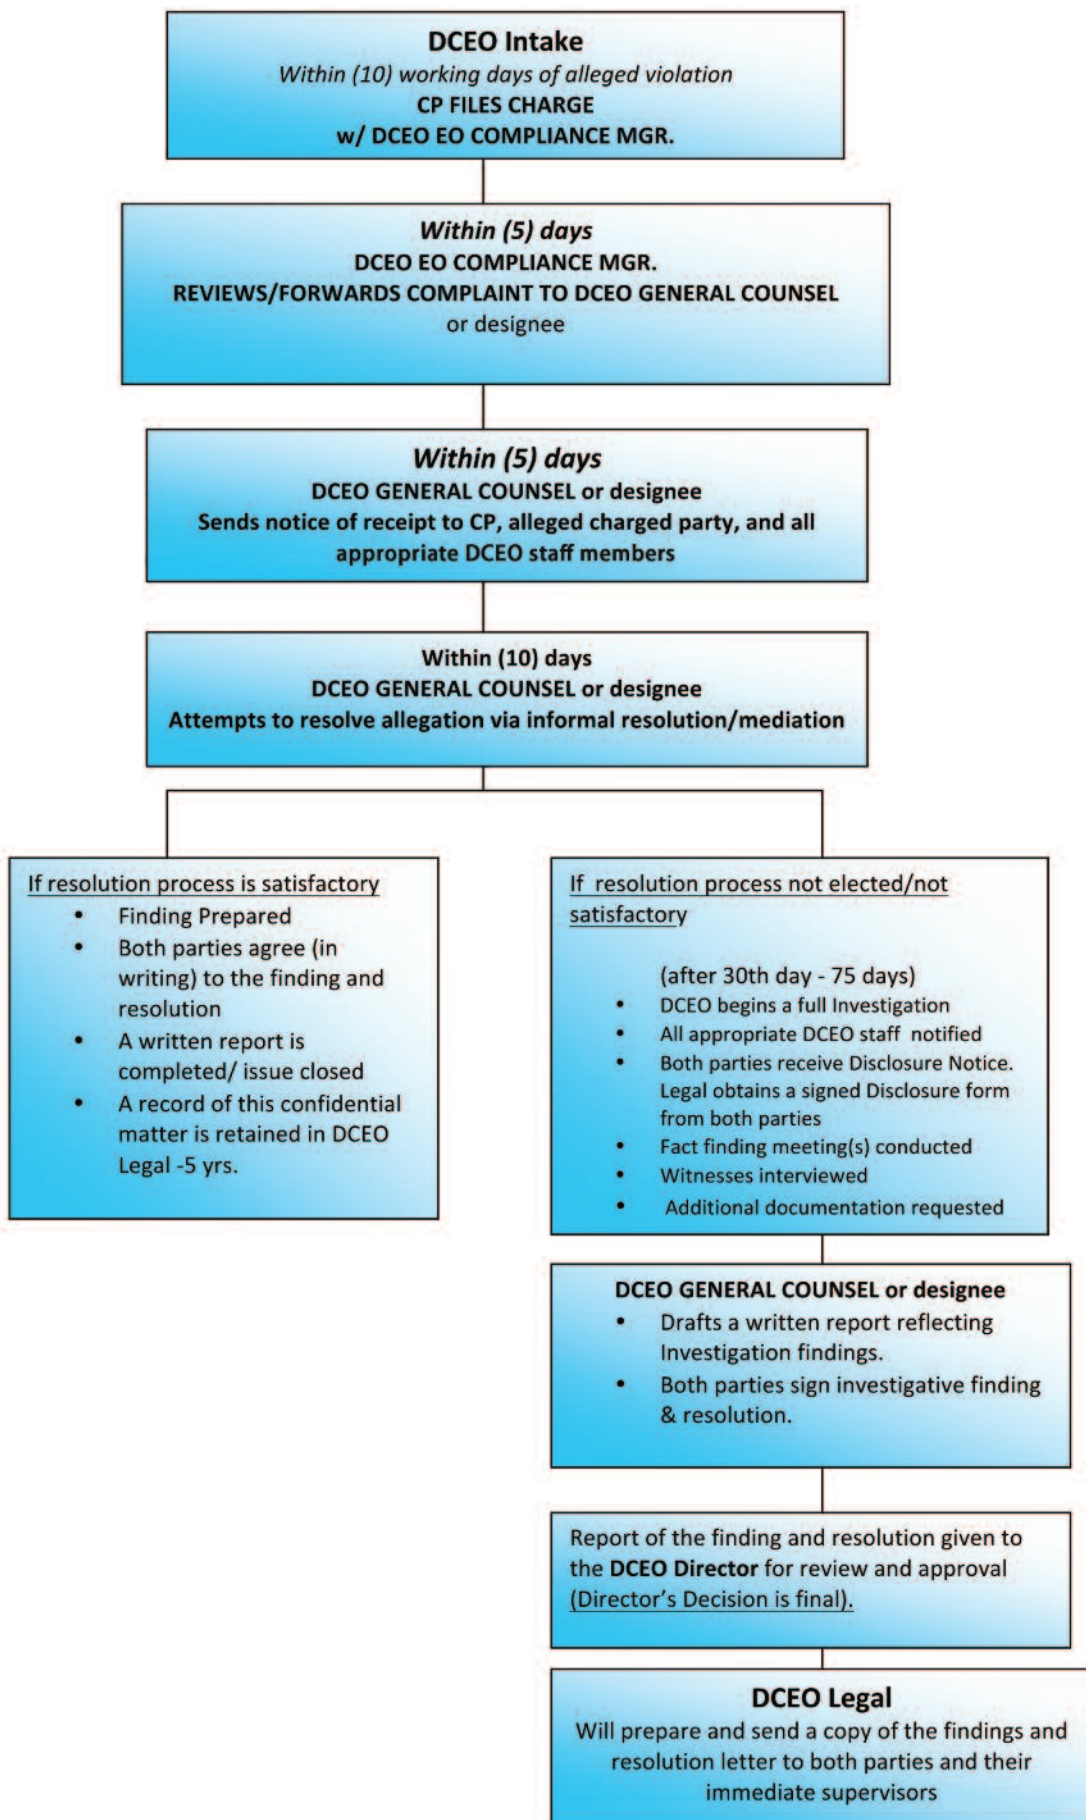 DCEO Intake
Within (10) working days of alleged violation
CP FILES CHARGE
w/ DCEO EO COMPLIANCE MGR.
Within (5) days
DCEO EO COMPLIANCE MGR.
REVIEWS/FORWARDS COMPLAINT TO DCEO GENERAL COUNSEL
or designee
Within (5) days
DCEO GENERAL COUNSEL or designee
Sends notice of receipt to CP, alleged charged party, and all
appropriate DCEO staff members
Within (10) days
DCEO GENERAL COUNSEL or designee
Attempts to resolve allegation via informal resolution/mediation
If resolution process is satisfactory
• Finding Prepared
• Both parties agree (in
writing) to the finding and
resolution
• A written report is
completed/ issue closed
• A record of this confidential
matter is retained in DCEO
Legal -5 yrs.
If resolution process not elected/not
satisfactory
(after 30th day - 75 days)
• DCEO begins a full Investigation
• All appropriate DCEO staff notified
• Both parties receive Disclosure Notice.
Legal obtains a signed Disclosure form
from both parties
• Fact finding meeting(s) conducted
• Witnesses interviewed
• Additional documentation requested
DCEO GENERAL COUNSEL or designee
• Drafts a written report reflecting
Investigation findings.
• Both parties sign investigative finding
& resolution.
Report of the finding and resolution given to
the DCEO Director for review and approval
(Director's Decision is final).
DCEO Legal
Will prepare and send a copy of the findings and
resolution letter to both parties and their
immediate supervisors